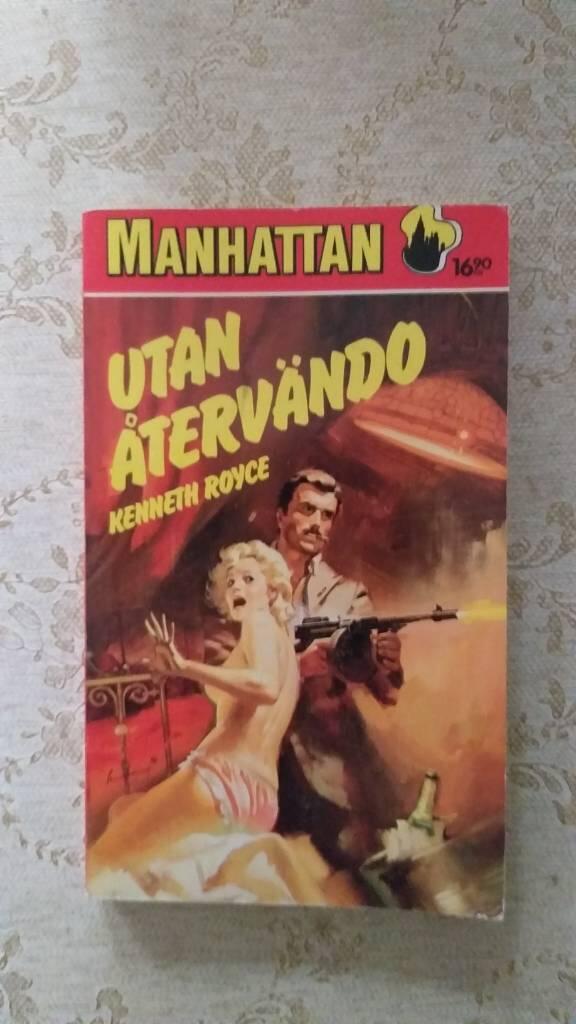 MANHATTAN
16.90
UTAN
ÅTERVÄNDO
KENNETH ROYCE